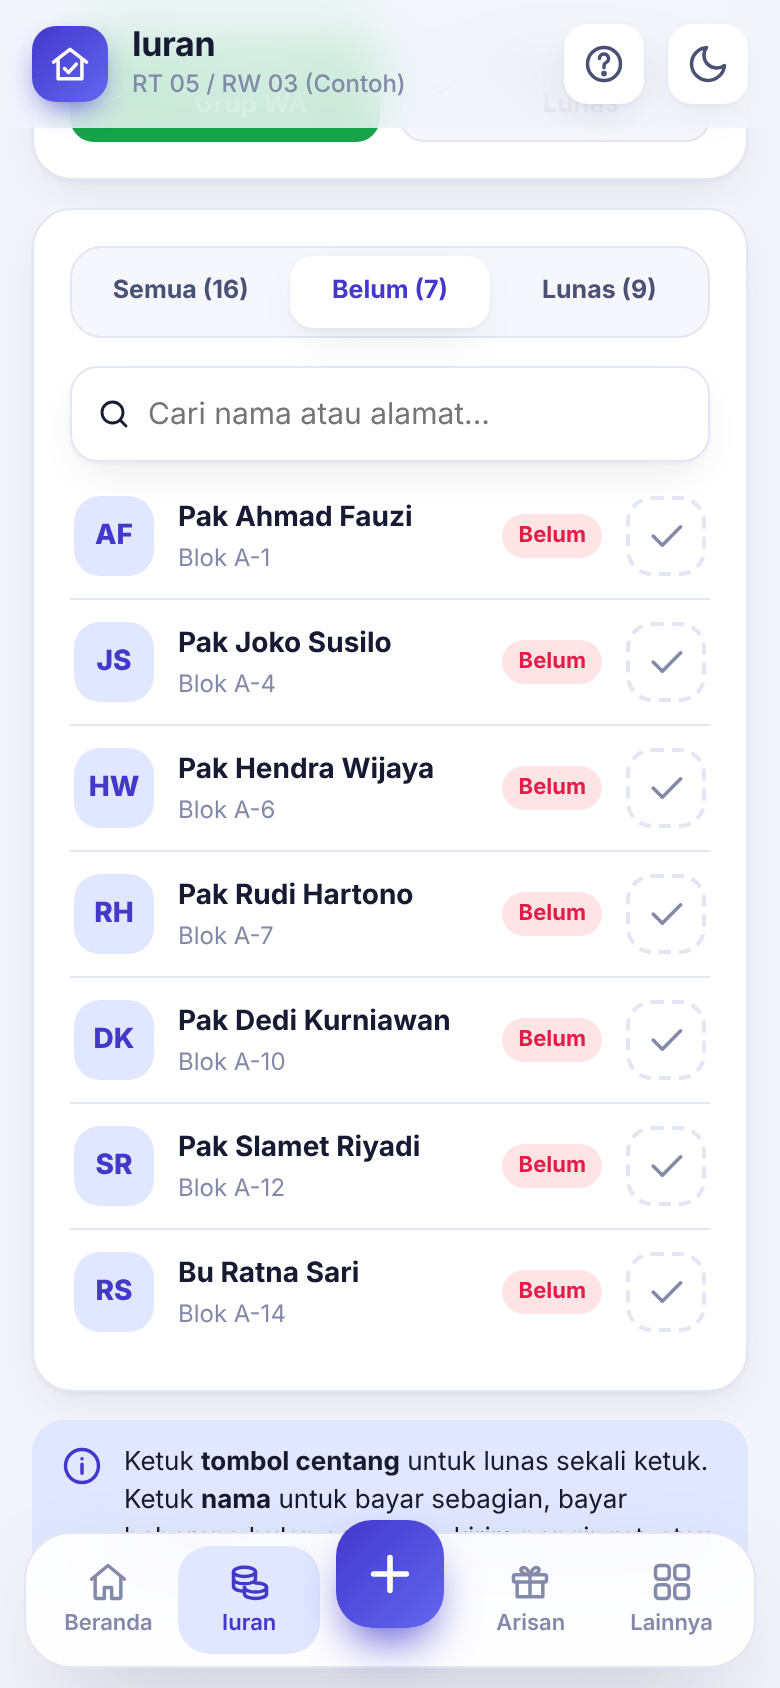 Iuran
RT 05 / RW 03 (Contoh)
Grup WA
Lunas
Semua (16)
Belum (7)
Lunas (9)
Cari nama atau alamat...
AF
Pak Ahmad Fauzi
Blok A-1
Belum
JS
Pak Joko Susilo
Blok A-4
Belum
HW
Pak Hendra Wijaya
Blok A-6
Belum
RH
Pak Rudi Hartono
Blok A-7
Belum
DK
Pak Dedi Kurniawan
Blok A-10
Belum
SR
Pak Slamet Riyadi
Blok A-12
Belum
RS
Bu Ratna Sari
Blok A-14
Belum
Ketuk tombol centang untuk lunas sekali ketuk.
Ketuk nama untuk bayar sebagian, bayar
Beranda
Iuran
Arisan
Lainnya